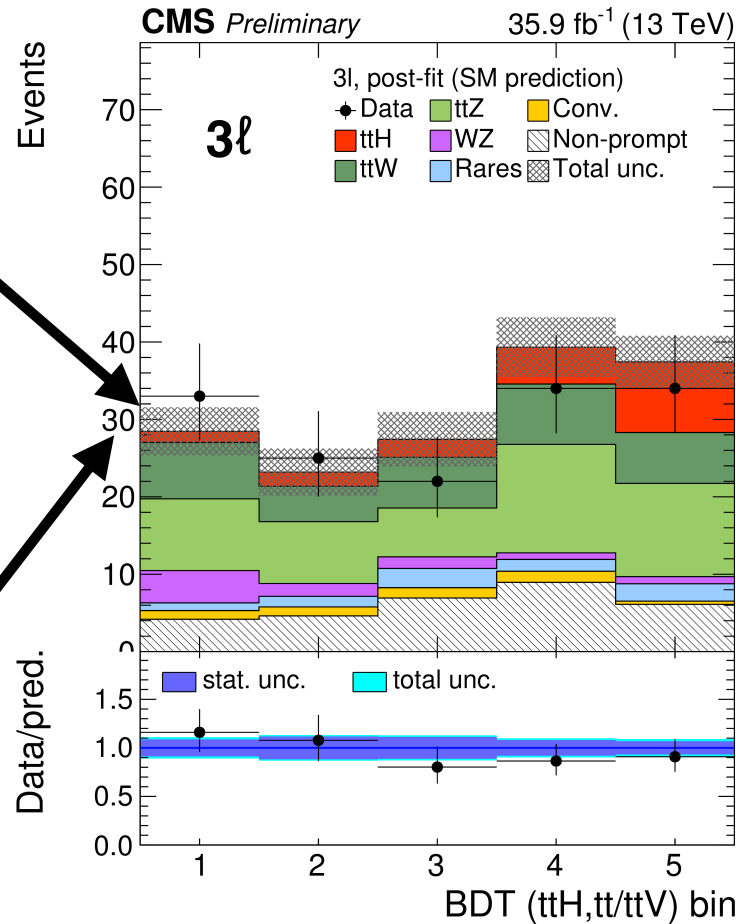 CMS Preliminary 35.9 fb⁻¹ (13 TeV)
Events
3l, post-fit (SM prediction)
Data ttZ Conv.
ttH WZ Non-prompt
ttW Rares Total unc.
3ℓ
70
60
50
40
30
20
10
0
Data/pred.
stat. unc. total unc.
1.5
1.0
0.5
0.0
1 2 3 4 5
BDT (ttH,tt/ttV) bin